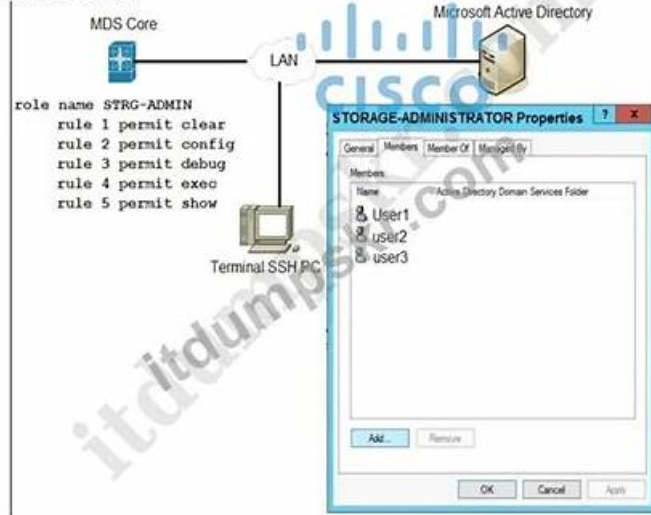 Microsoft Active Directory
MDS Core
LAN
CISCO
role name STRG-ADMIN
rule 1 permit clear
rule 2 permit config
rule 3 permit debug
rule 4 permit exec
rule 5 permit show
Terminal SSH PC
STORAGE-ADMINISTRATOR Properties
? X
General Members Member Of Managed By
Members:
Name Active Directory Domain Services Folder
User1
user2
user3
Add... Remove
OK Cancel Apply
itdumpskr.com